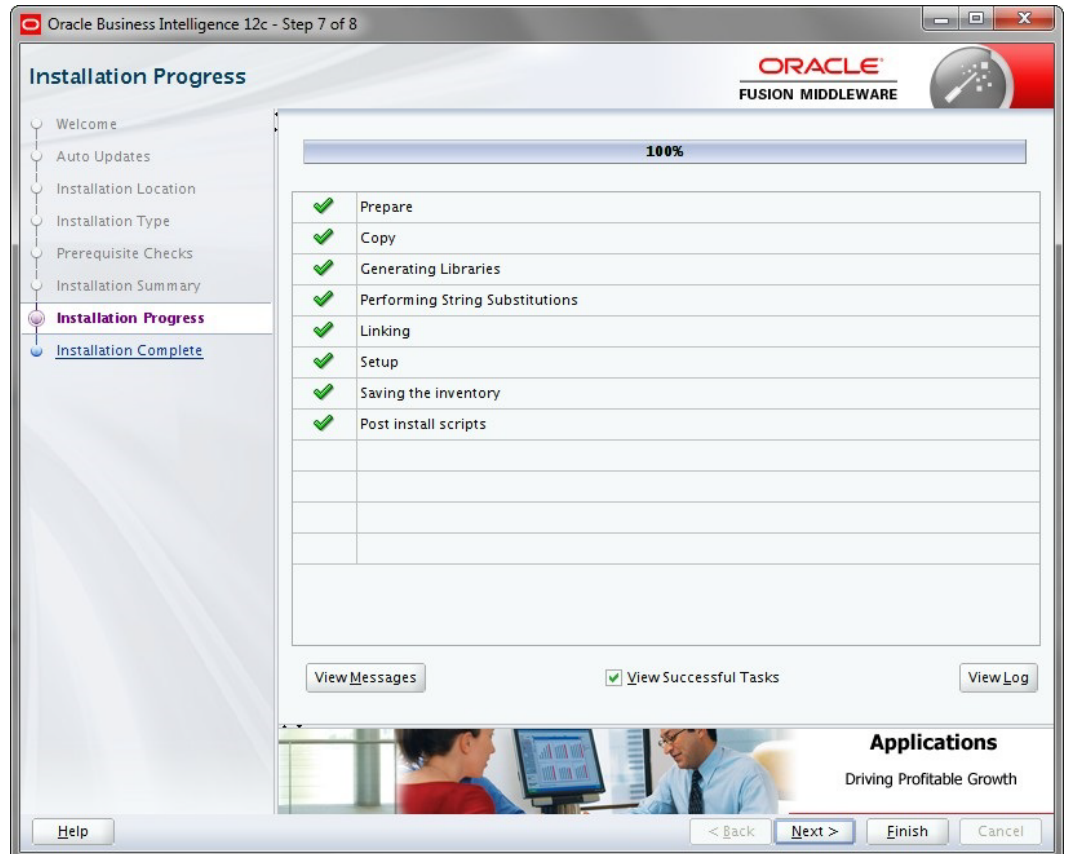 Oracle Business Intelligence 12c - Step 7 of 8
Installation Progress
ORACLE
FUSION MIDDLEWARE
Welcome
Auto Updates
Installation Location
Installation Type
Prerequisite Checks
Installation Summary
Installation Progress
Installation Complete
100%
Prepare
Copy
Generating Libraries
Performing String Substitutions
Linking
Setup
Saving the inventory
Post install scripts
View Messages
View Successful Tasks
View Log
Applications
Driving Profitable Growth
Help
< Back
Next >
Finish
Cancel